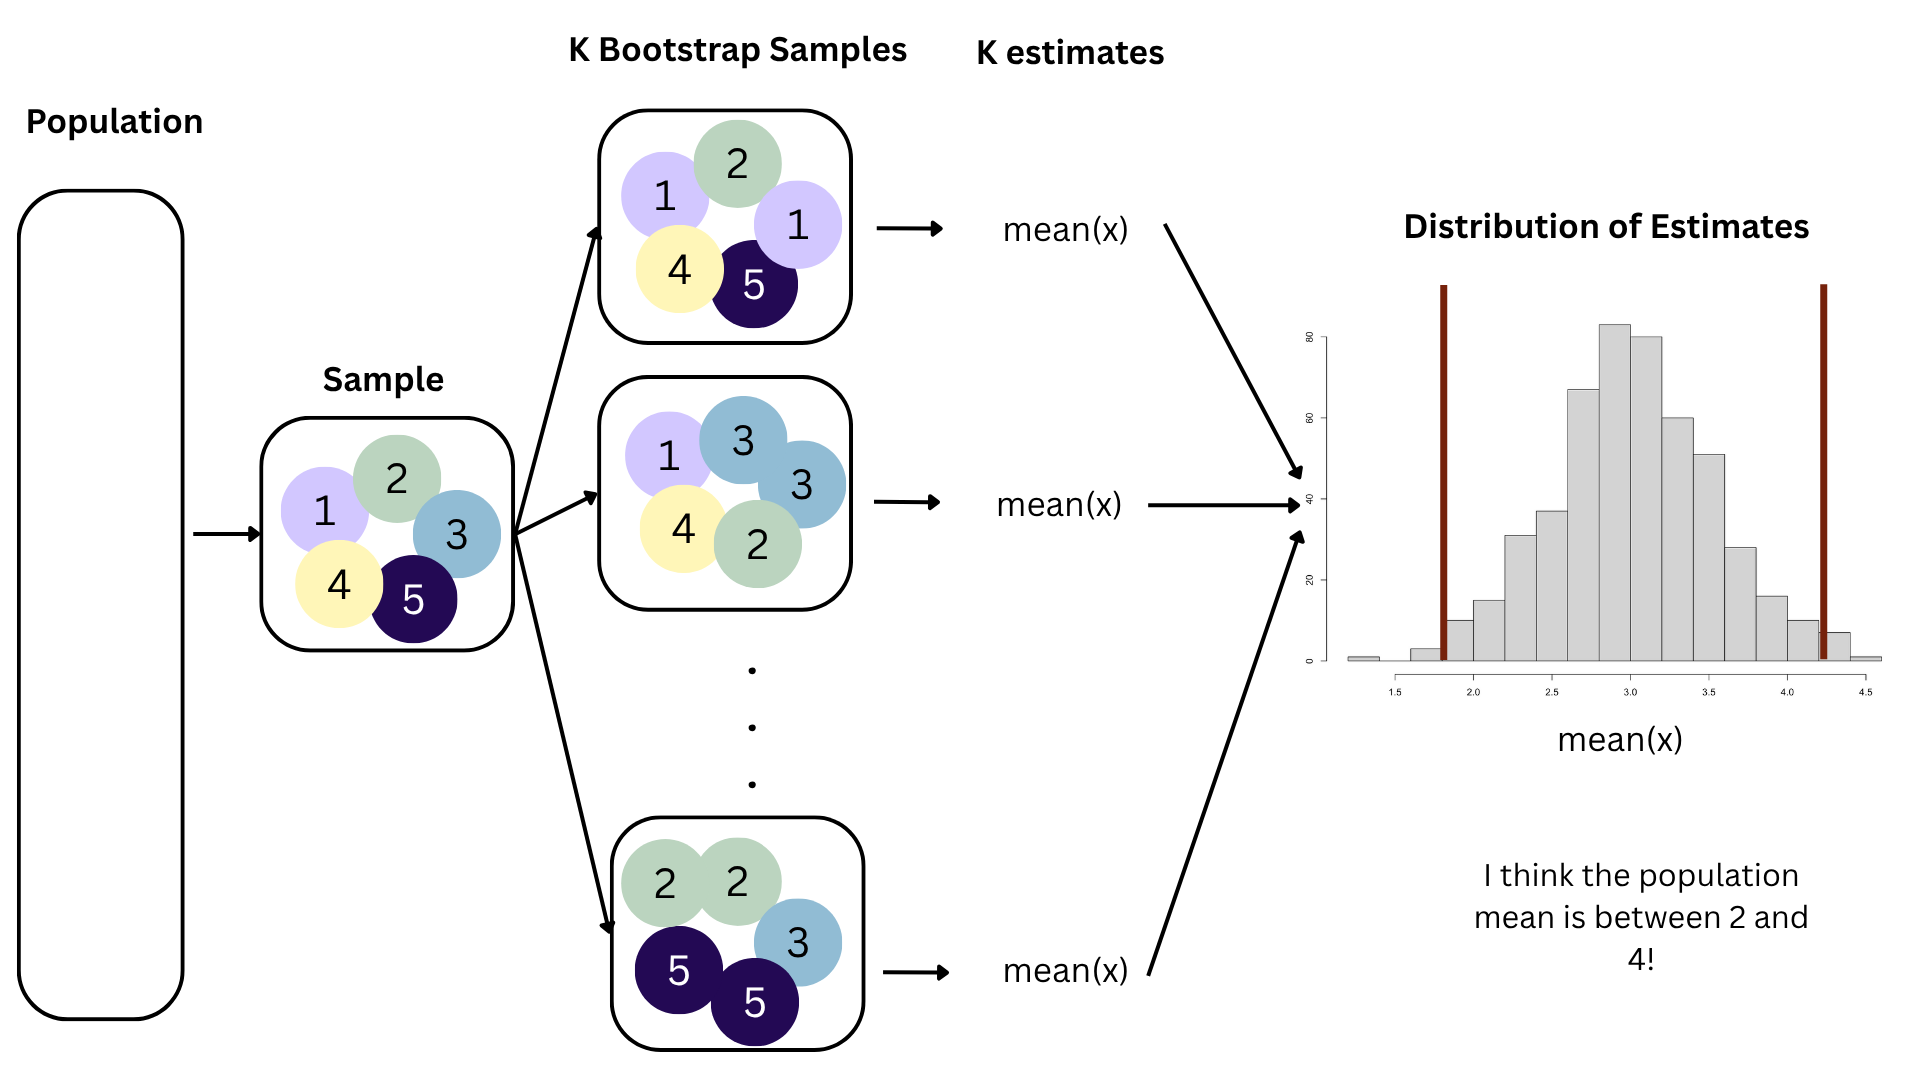 K Bootstrap Samples
K estimates
Population
Sample
1
2
3
4
5
1
2
1
4
5
1
3
3
4
2
.
.
.
2
2
3
5
5
mean(x)
mean(x)
mean(x)
Distribution of Estimates
80
60
40
20
0
1.5 2.0 2.5 3.0 3.5 4.0 4.5
mean(x)
I think the population
mean is between 2 and
4!